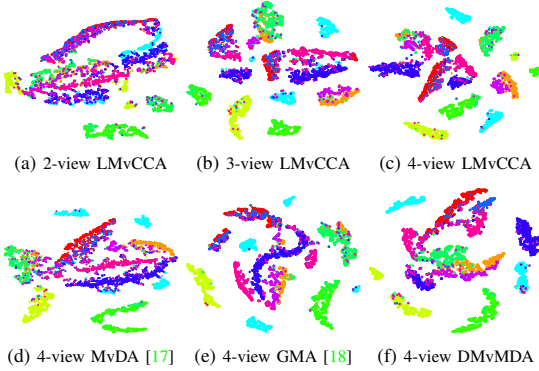 (a) 2-view LMvCCA (b) 3-view LMvCCA (c) 4-view LMvCCA
(d) 4-view MvDA [17] (e) 4-view GMA [18] (f) 4-view DMvMDA